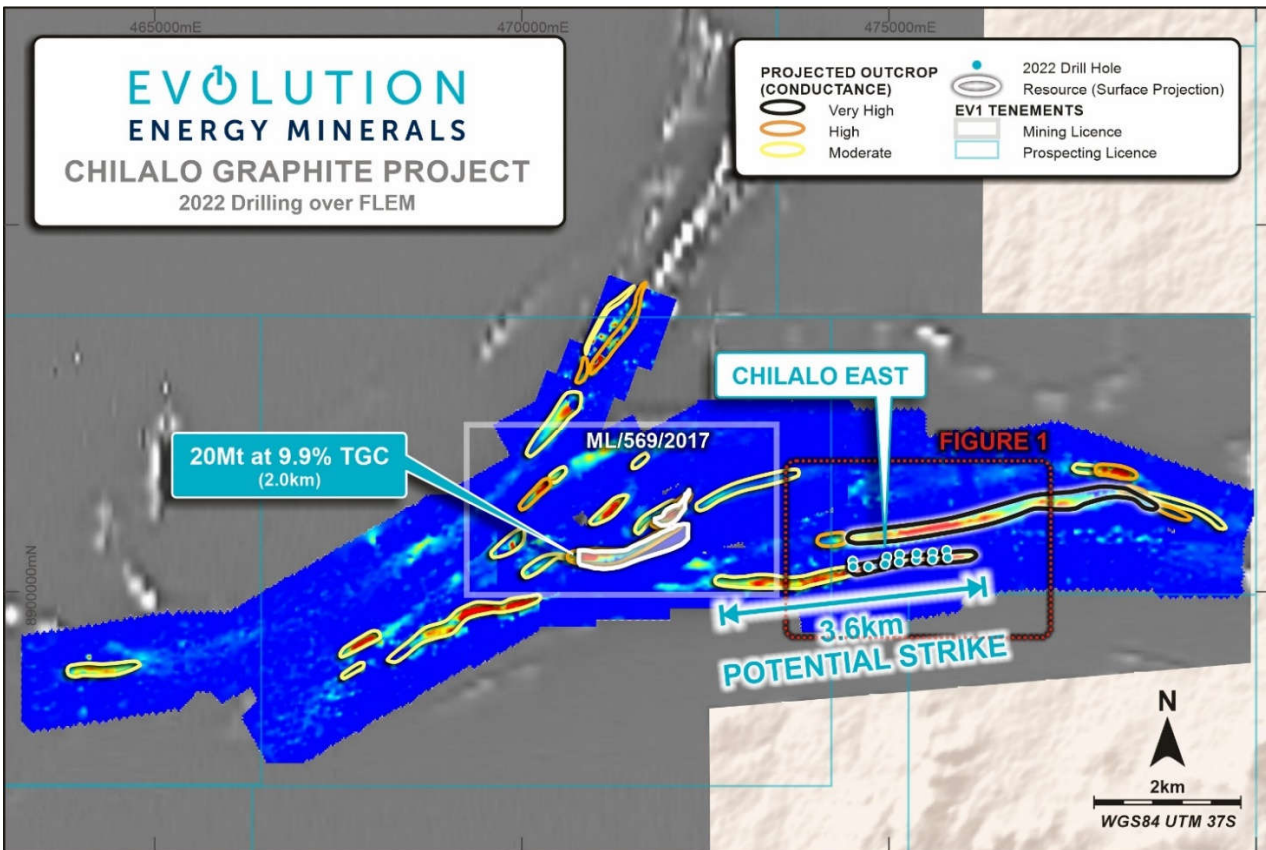 465000mE
470000mE
475000mE
EVOLUTION
ENERGY MINERALS
CHILALO GRAPHITE PROJECT
2022 Drilling over FLEM
PROJECTED OUTCROP
(CONDUCTANCE)
Very High
High
Moderate
2022 Drill Hole
Resource (Surface Projection)
EV1 TENEMENTS
Mining Licence
Prospecting Licence
CHILALO EAST
ML/569/2017
FIGURE 1
20Mt at 9.9% TGC
(2.0km)
8900000mN
3.6km
POTENTIAL STRIKE
N
2km
WGS84 UTM 37S